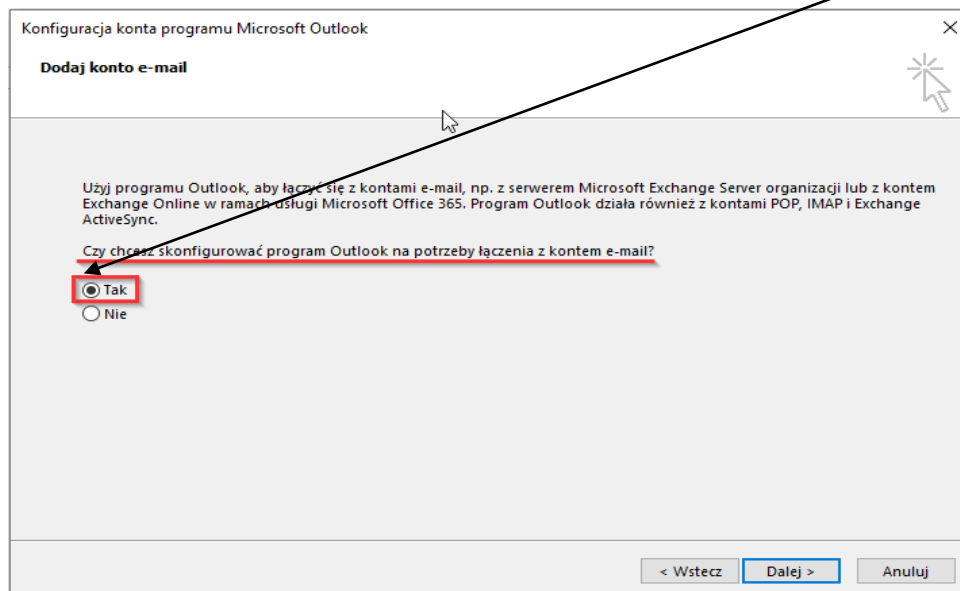 Konfiguracja konta programu Microsoft Outlook
Dodaj konto e-mail
Użyj programu Outlook, aby łączyć się z kontami e-mail, np. z serwerem Microsoft Exchange Server organizacji lub z kontem
Exchange Online w ramach usługi Microsoft Office 365. Program Outlook działa również z kontami POP, IMAP i Exchange
ActiveSync.
Czy chcesz skonfigurować program Outlook na potrzeby łączenia z kontem e-mail?
Tak
Nie
< Wstecz Dalej > Anuluj